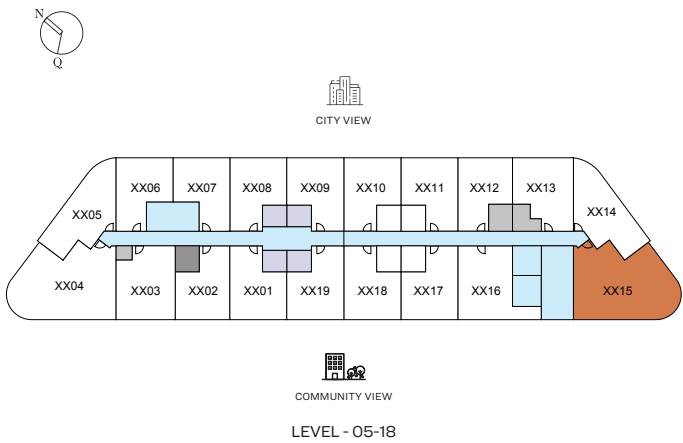 N
Q
CITY VIEW
XX06 XX07 XX08 XX09 XX10 XX11 XX12 XX13
XX05 XX14
XX04 XX15
XX03 XX02 XX01 XX19 XX18 XX17 XX16
COMMUNITY VIEW
LEVEL - 05-18